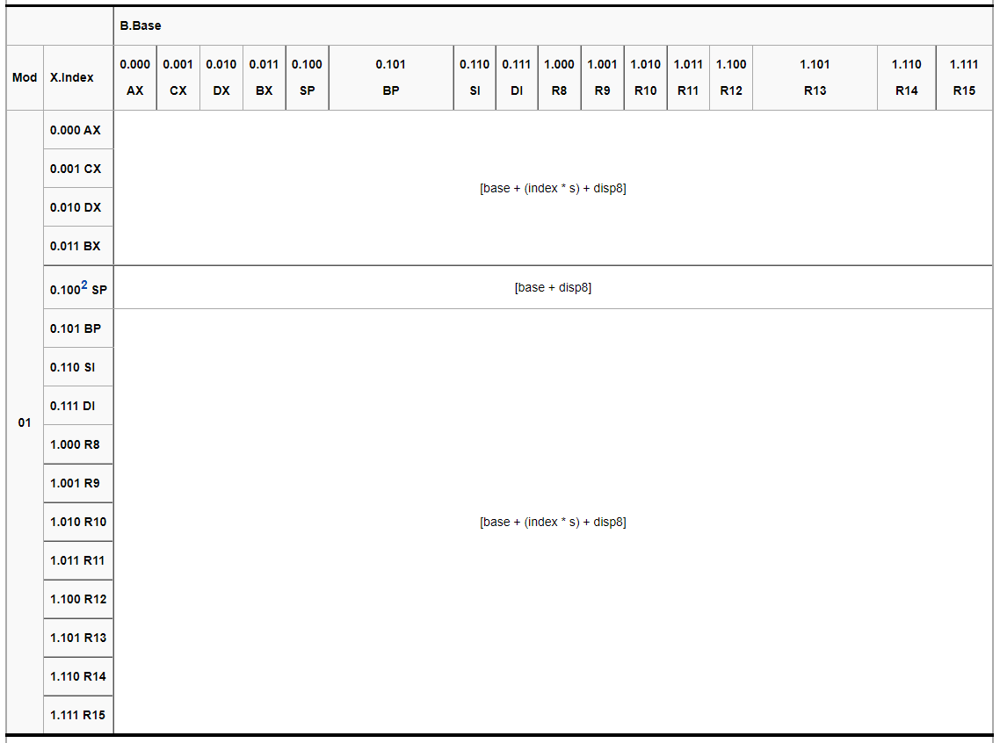 B.Base
Mod X.Index 0.000 AX 0.001 CX 0.010 DX 0.011 BX 0.100 SP 0.101 BP 0.110 SI 0.111 DI 1.000 R8 1.001 R9 1.010 R10 1.011 R11 1.100 R12 1.101 R13 1.110 R14 1.111 R15
01
0.000 AX
0.001 CX
0.010 DX
0.011 BX
[base + (index * s) + disp8]
0.100² SP
[base + disp8]
0.101 BP
0.110 SI
0.111 DI
1.000 R8
1.001 R9
1.010 R10
1.011 R11
1.100 R12
1.101 R13
1.110 R14
1.111 R15
[base + (index * s) + disp8]